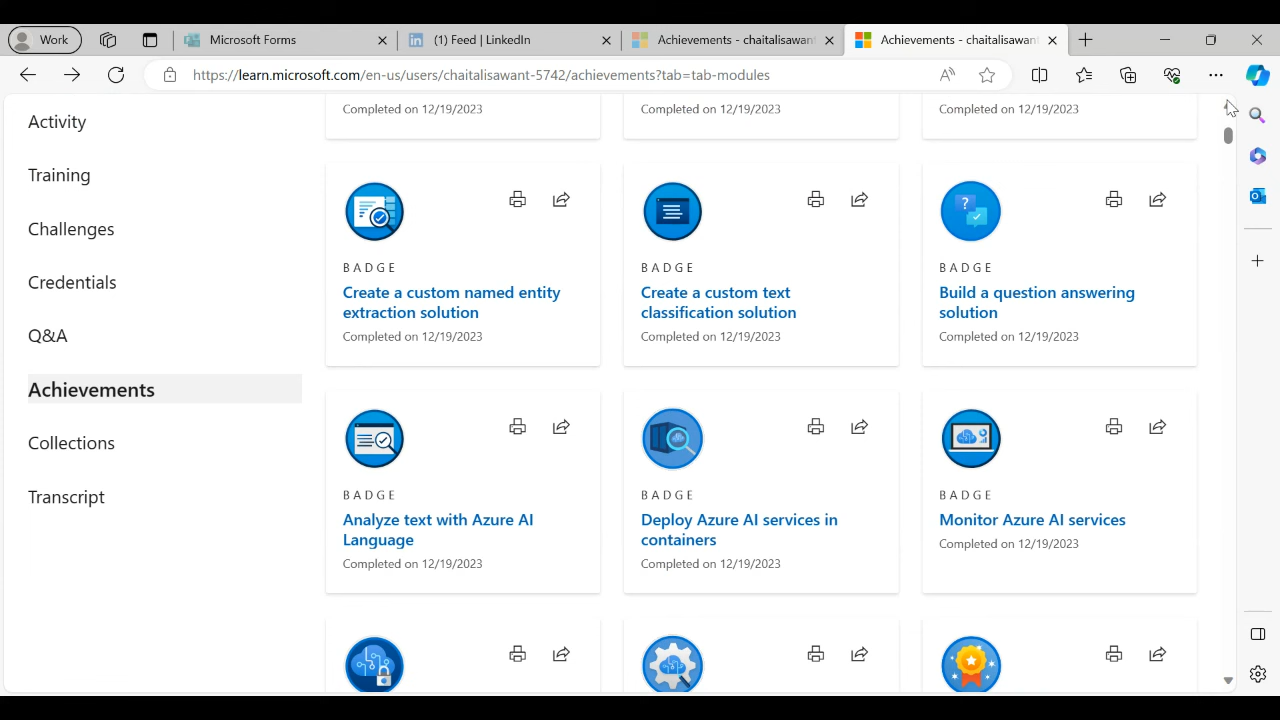 Work
Microsoft Forms
(1) Feed | LinkedIn
Achievements - chaitalisawant
Achievements - chaitalisawant
https://learn.microsoft.com/en-us/users/chaitalisawant-5742/achievements?tab=tab-modules
Activity
Training
Challenges
Credentials
Q&A
Achievements
Collections
Transcript
Completed on 12/19/2023
Completed on 12/19/2023
Completed on 12/19/2023
BADGE
Create a custom named entity
extraction solution
Completed on 12/19/2023
BADGE
Create a custom text
classification solution
Completed on 12/19/2023
BADGE
Build a question answering
solution
Completed on 12/19/2023
BADGE
Analyze text with Azure AI
Language
Completed on 12/19/2023
BADGE
Deploy Azure AI services in
containers
Completed on 12/19/2023
BADGE
Monitor Azure AI services
Completed on 12/19/2023